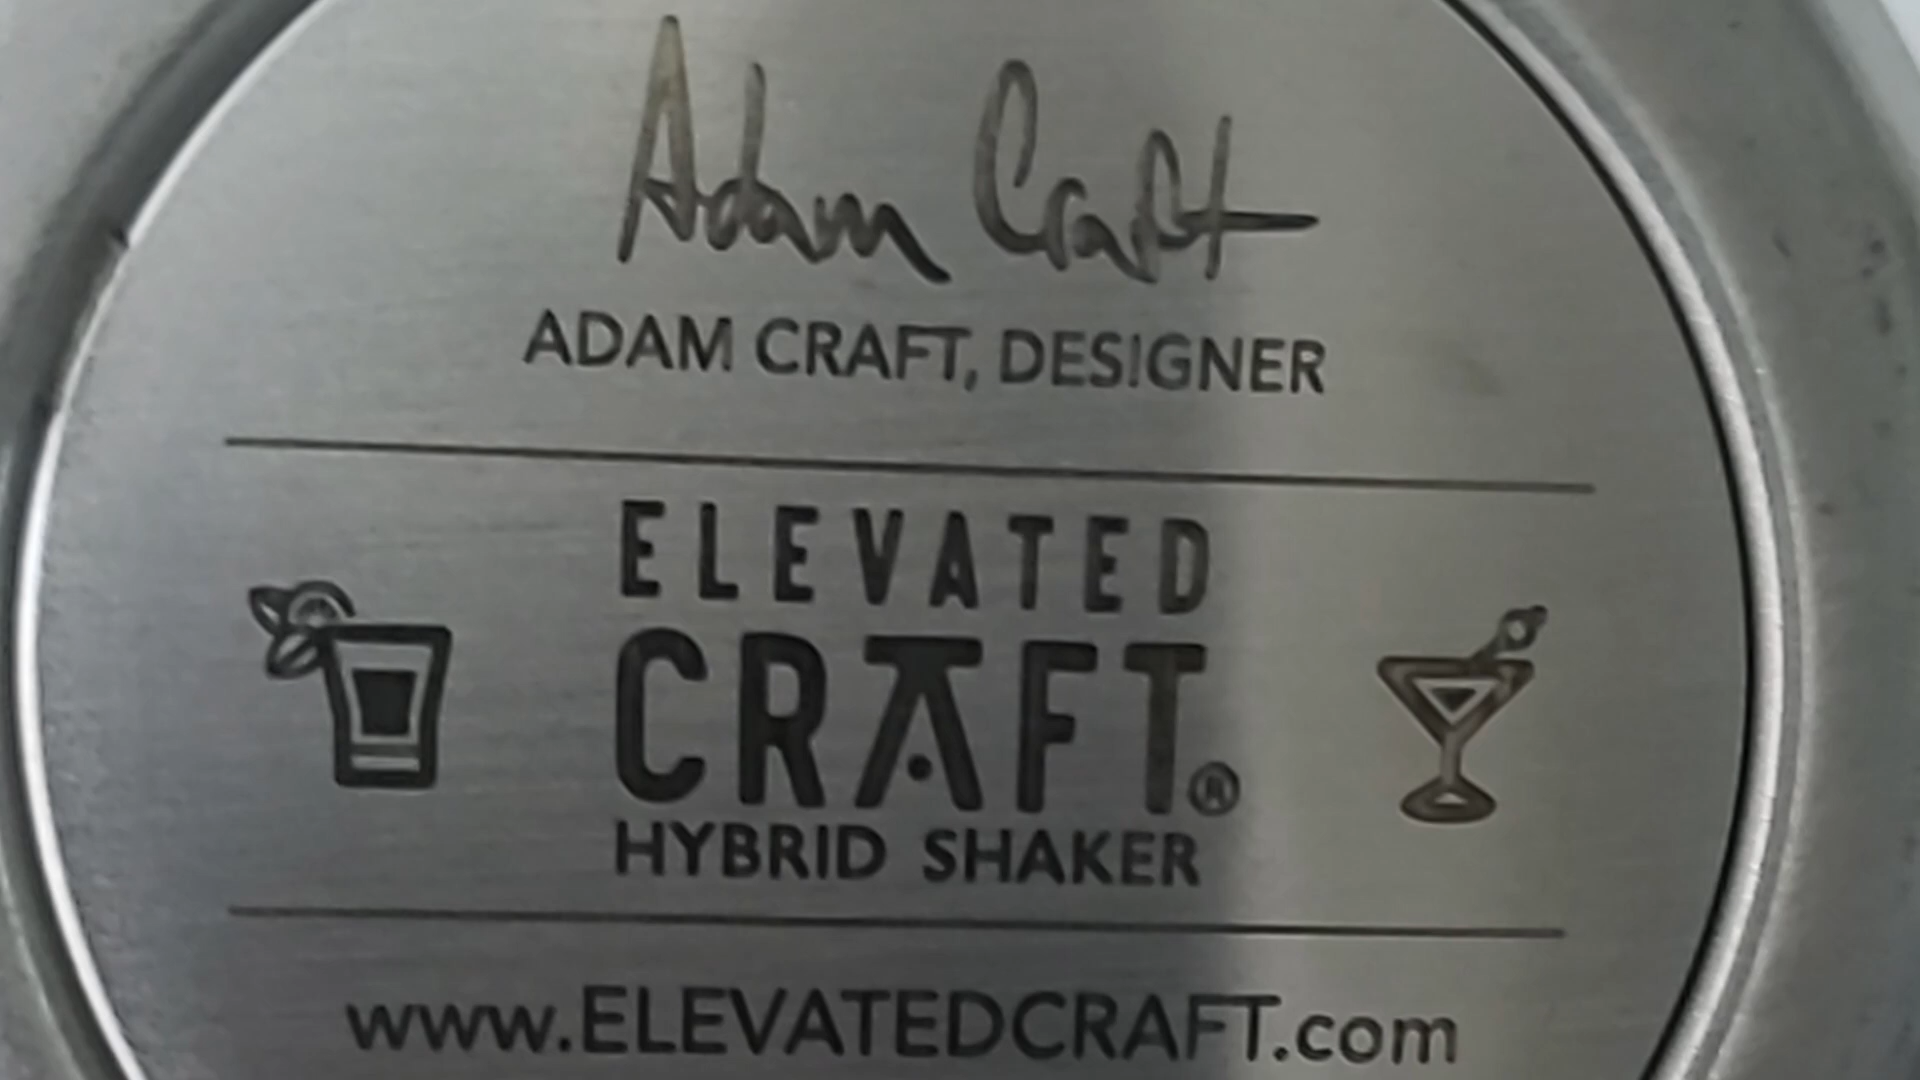 Adam Craft
ADAM CRAFT, DESIGNER
ELEVATED
CRAFT®
HYBRID SHAKER
www.ELEVATEDCRAFT.com